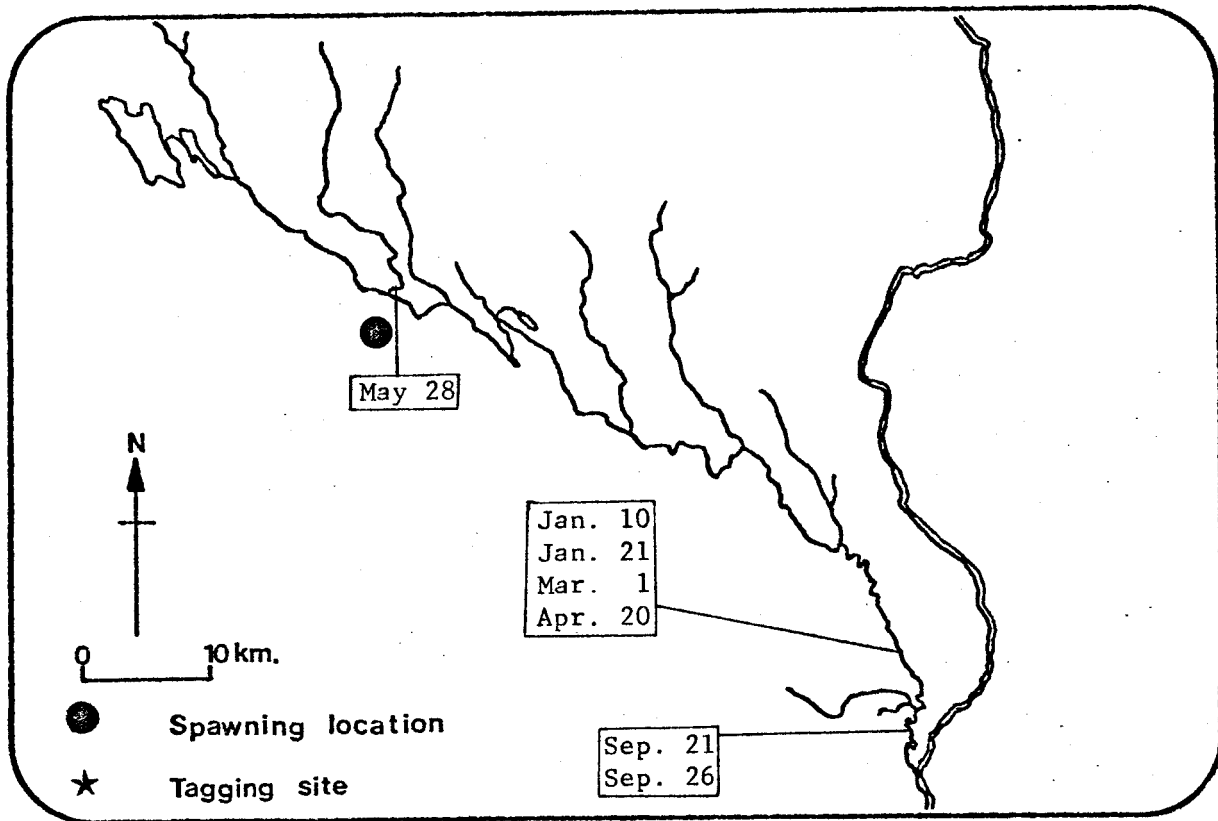 May 28
Jan. 10
Jan. 21
Mar. 1
Apr. 20
N
0 10 km.
Spawning location
Sep. 21
Sep. 26
Tagging site